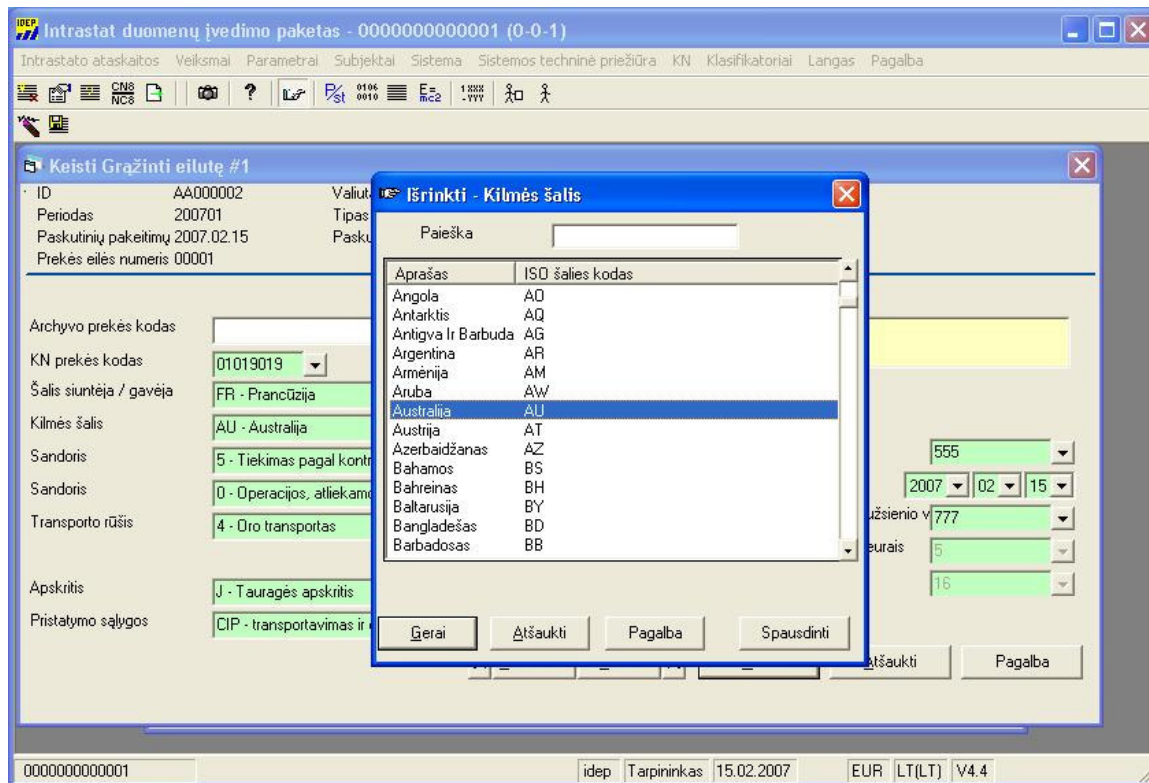 IDEP
Intrastat duomenų įvedimo paketas - 0000000000001 (0-0-1)
Intrastato ataskaitos Veiksmai Parametrai Subjektai Sistema Sistemos techninė priežiūra KN Klasifikatoriai Langas Pagalba
CN8
NC8
Keisti Grąžinti eilutę #1
ID AA000002
Periodas 200701 Tipas
Paskutinių pakeitimų 2007.02.15
Prekės eilės numeris 00001
Išrinkti - Kilmės šalis
Paieška
Aprašas ISO šalies kodas
Angola AO
Antarktis AQ
Antigva Ir Barbuda AG
Argentina AR
Armėnija AM
Aruba AW
Australija AU
Austrija AT
Azerbaidžanas AZ
Bahamos BS
Bahreinas BH
Baltarusija BY
Bangladešas BD
Barbadosas BB
Gerai Atšaukti Pagalba Spausdinti
Archyvo prekės kodas
KN prekės kodas 01019019
Šalis siuntėja / gavėja FR - Prancūzija
Kilmės šalis AU - Australija
Sandoris 5 - Tiekimas pagal
Sandoris 0 - Operacijos,
Transporto rūšis 4 - Oro transportas
Apskritis J - Tauragės apskritis
Pristatymo sąlygos CIP - transportavimas ir
555
2007 02 15
777
5
16
Atšaukti Pagalba
0000000000001 idep Tarpininkas 15.02.2007 EUR LT(LT) V4.4